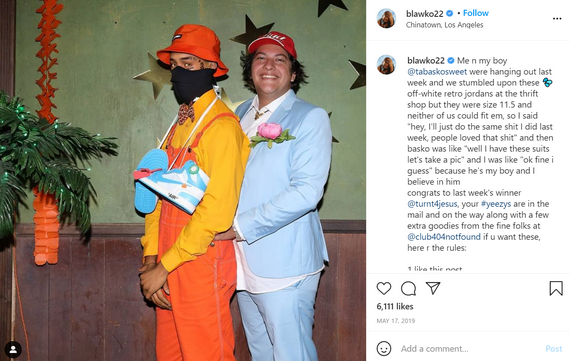 blawko22 • Follow
Chinatown, Los Angeles
blawko22 Me n my boy
@tabaskosweet were hanging out last
week and we stumbled upon these
off-white retro jordans at the thrift
shop but they were size 11.5 and
neither of us could fit em, so I said
"hey, I'll just do the same shit I did last
week, people loved that shit" and then
basko was like "well I have these suits
let's take a pic" and I was like "ok fine i
guess" because he's my boy and I
believe in him
congrats to last week's winner
@turnt4jesus, your #yeezys are in the
mail and on the way along with a few
extra goodies from the fine folks at
@club404notfound if u want these,
here r the rules:
1 like this post
6,111 likes
MAY 17, 2019
Add a comment...
Post